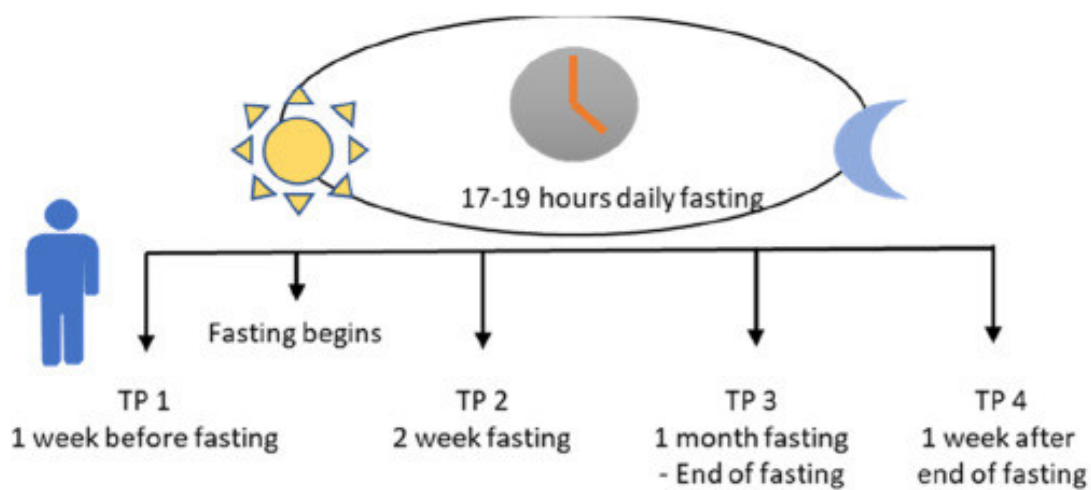 17-19 hours daily fasting
Fasting begins
TP 1
1 week before fasting
TP 2
2 week fasting
TP 3
1 month fasting
- End of fasting
TP 4
1 week after
end of fasting